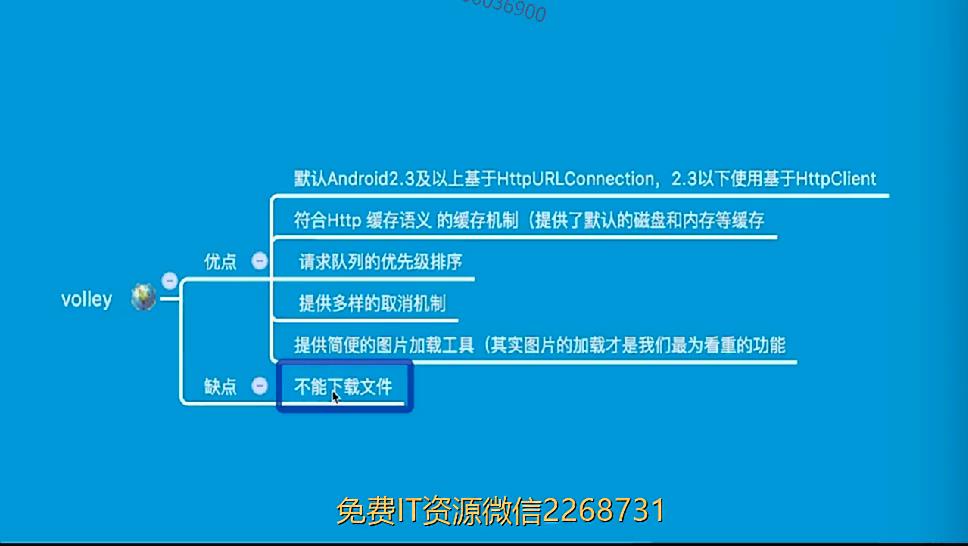 默认Android2.3及以上基于HttpURLConnection，2.3以下使用基于HttpClient
符合Http 缓存语义 的缓存机制（提供了默认的磁盘和内存等缓存
优点
请求队列的优先级排序
volley
提供多样的取消机制
提供简便的图片加载工具（其实图片的加载才是我们最为看重的功能
缺点
不能下载文件
免费IT资源微信2268731